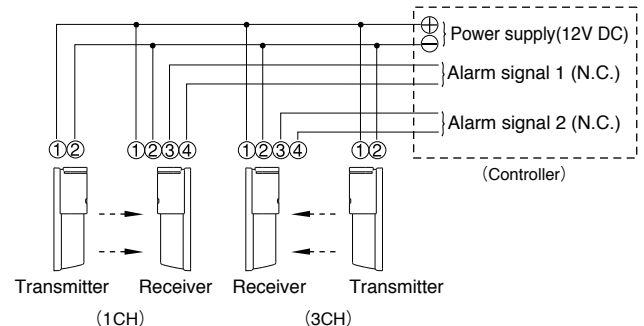 ⊕ Power supply(12V DC)
⊖
Alarm signal 1 (N.C.)
Alarm signal 2 (N.C.)
(Controller)
①② ①②③④ ①②③④ ①②
Transmitter Receiver Receiver Transmitter
(1CH) (3CH)